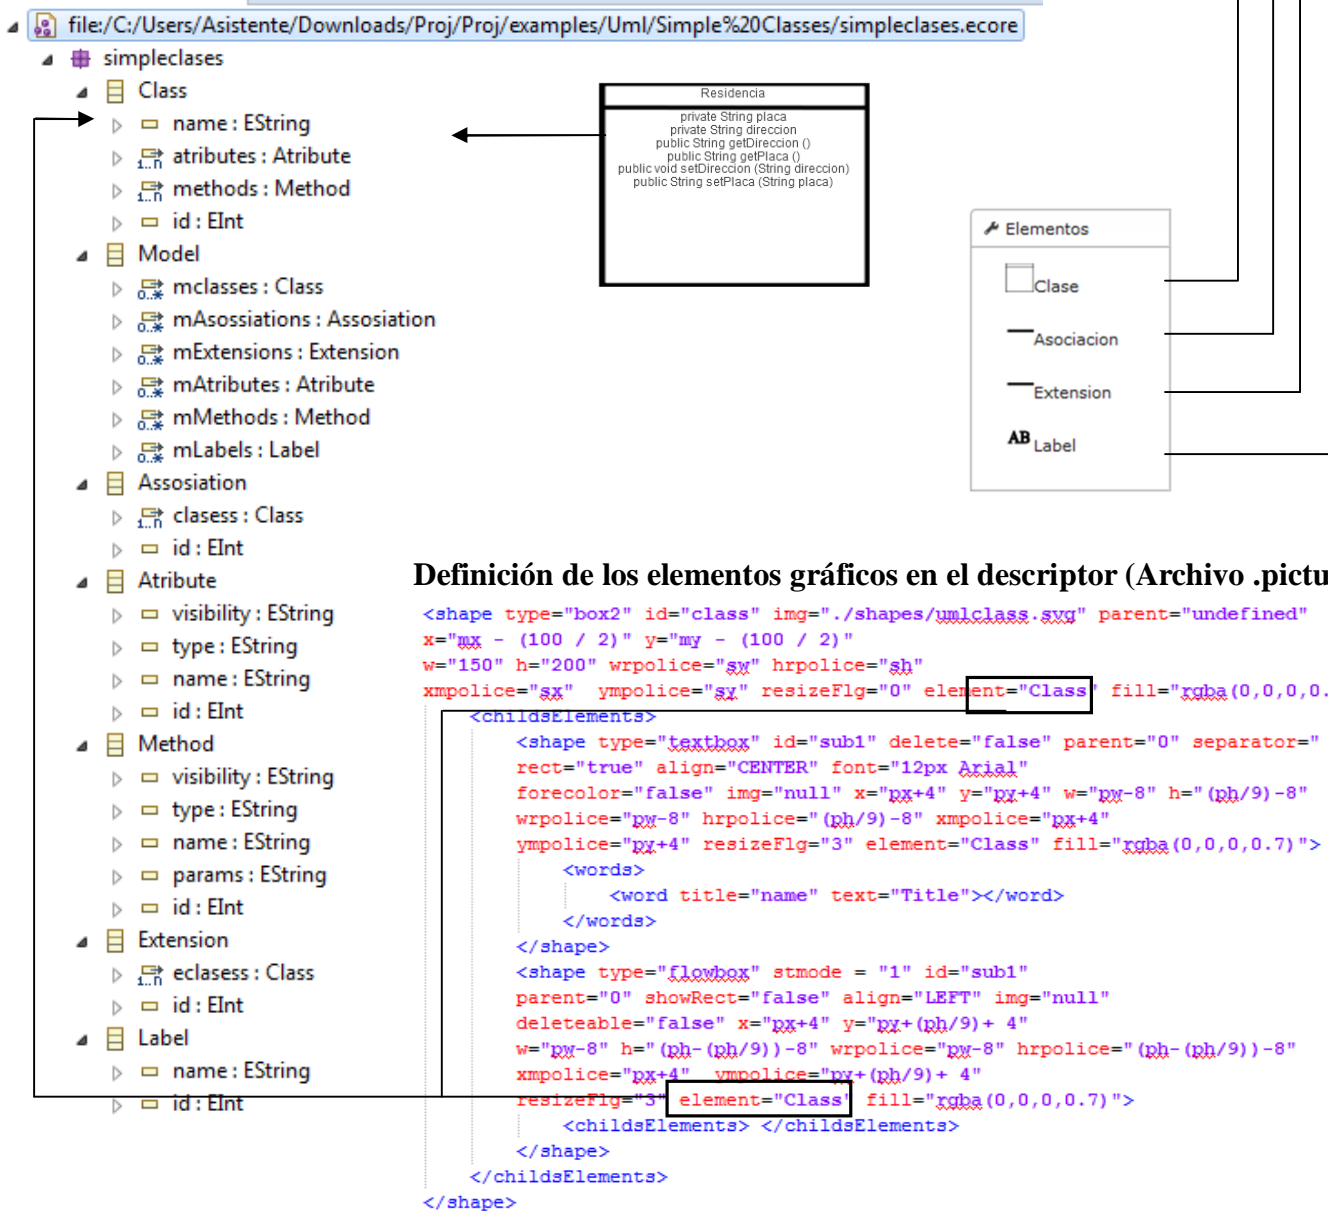 file:/C:/Users/Asistente/Downloads/Proj/Proj/examples/Uml/Simple%20Classes/simpleclases.ecore
simpleclases
Class
name : EString
1..n atributes : Atribute
1..n methods : Method
id : EInt
Model
0..* mclasses : Class
0..* mAsossiations : Assosiation
0..* mExtensions : Extension
0..* mAtributes : Atribute
0..* mMethods : Method
0..* mLabels : Label
Assosiation
1..n clasess : Class
id : EInt
Atribute
visibility : EString
type : EString
name : EString
id : EInt
Method
visibility : EString
type : EString
name : EString
params : EString
id : EInt
Extension
1..n eclasess : Class
id : EInt
Label
name : EString
id : EInt
Residencia
private String placa
private String direccion
public String getDireccion ()
public String getPlaca ()
public void setDireccion (String direccion)
public String setPlaca (String placa)
Elementos
Clase
Asociacion
Extension
AB Label
Definición de los elementos gráficos en el descriptor (Archivo .pictu
<shape type="box2" id="class" img="./shapes/umlclass.svg" parent="undefined"
x="mx - (100 / 2)" y="my - (100 / 2)"
w="150" h="200" wrpolice="sw" hrpolice="sh"
xmpolice="sx" ympolice="sy" resizeFlg="0" element="Class" fill="rgba(0,0,0,0.
<childsElements>
<shape type="textbox" id="sub1" delete="false" parent="0" separator="
rect="true" align="CENTER" font="12px Arial"
forecolor="false" img="null" x="px+4" y="py+4" w="pw-8" h="(ph/9)-8"
wrpolice="pw-8" hrpolice="(ph/9)-8" xmpolice="px+4"
ympolice="py+4" resizeFlg="3" element="Class" fill="rgba(0,0,0,0.7)">
<words>
<word title="name" text="Title"></word>
</words>
</shape>
<shape type="flowbox" stmode = "1" id="sub1"
parent="0" showRect="false" align="LEFT" img="null"
deleteable="false" x="px+4" y="py+(ph/9)+ 4"
w="pw-8" h="(ph-(ph/9))-8" wrpolice="pw-8" hrpolice="(ph-(ph/9))-8"
xmpolice="px+4" ympolice="py+(ph/9)+ 4"
resizeFlg="3" element="Class" fill="rgba(0,0,0,0.7)">
<childsElements> </childsElements>
</shape>
</childsElements>
</shape>